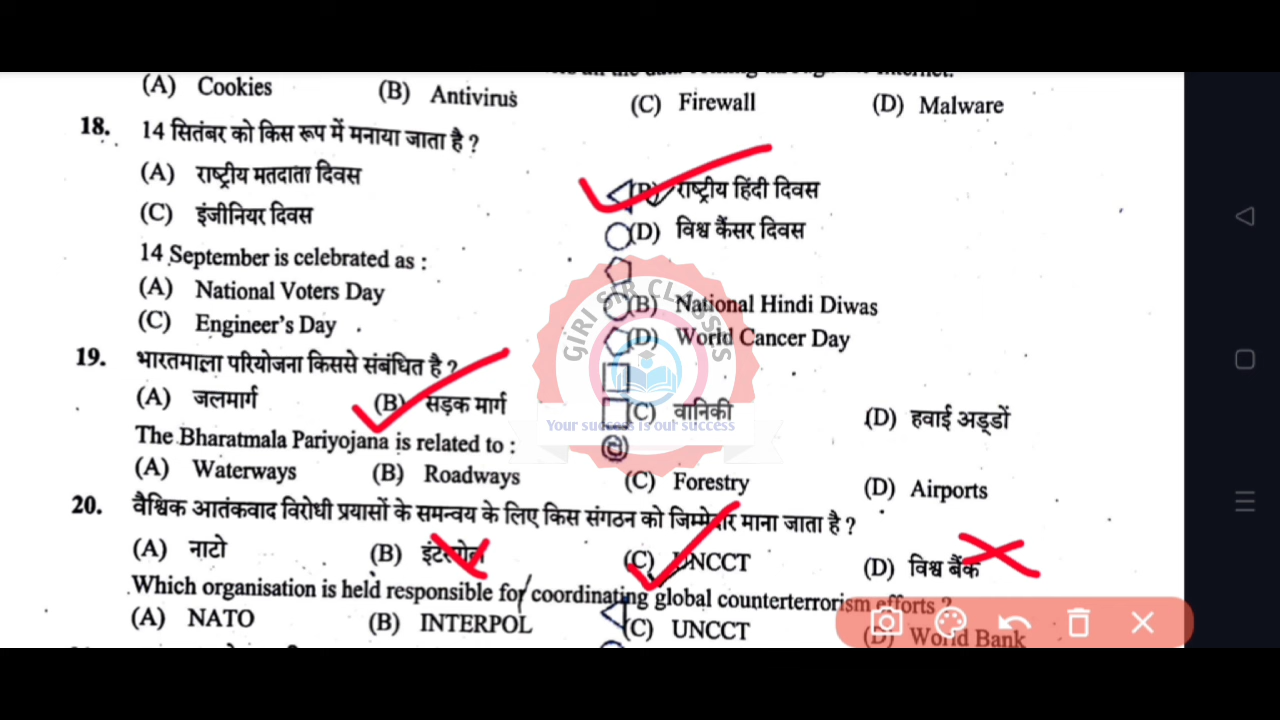 (A) Cookies (B) Antivirus (C) Firewall (D) Malware
18. 14 सितंबर को किस रूप में मनाया जाता है ?
(A) राष्ट्रीय मतदाता दिवस (B) राष्ट्रीय हिंदी दिवस
(C) इंजीनियर दिवस (D) विश्व कैंसर दिवस
14 September is celebrated as :
(A) National Voters Day (B) National Hindi Diwas
(C) Engineer's Day (D) World Cancer Day
GIRI SIR CLASSES
19. भारतमाला परियोजना किससे संबंधित है ?
(A) जलमार्ग (B) सड़क मार्ग (C) वानिकी (D) हवाई अड्डों
Your success is our success
The Bharatmala Pariyojana is related to :
(A) Waterways (B) Roadways (C) Forestry (D) Airports
20. वैश्विक आतंकवाद विरोधी प्रयासों के समन्वय के लिए किस संगठन को जिम्मेदार माना जाता है ?
(A) नाटो (B) इंटरपोल (C) UNCCT (D) विश्व बैंक
Which organisation is held responsible for coordinating global counterterrorism efforts ?
(A) NATO (B) INTERPOL (C) UNCCT (D) World Bank